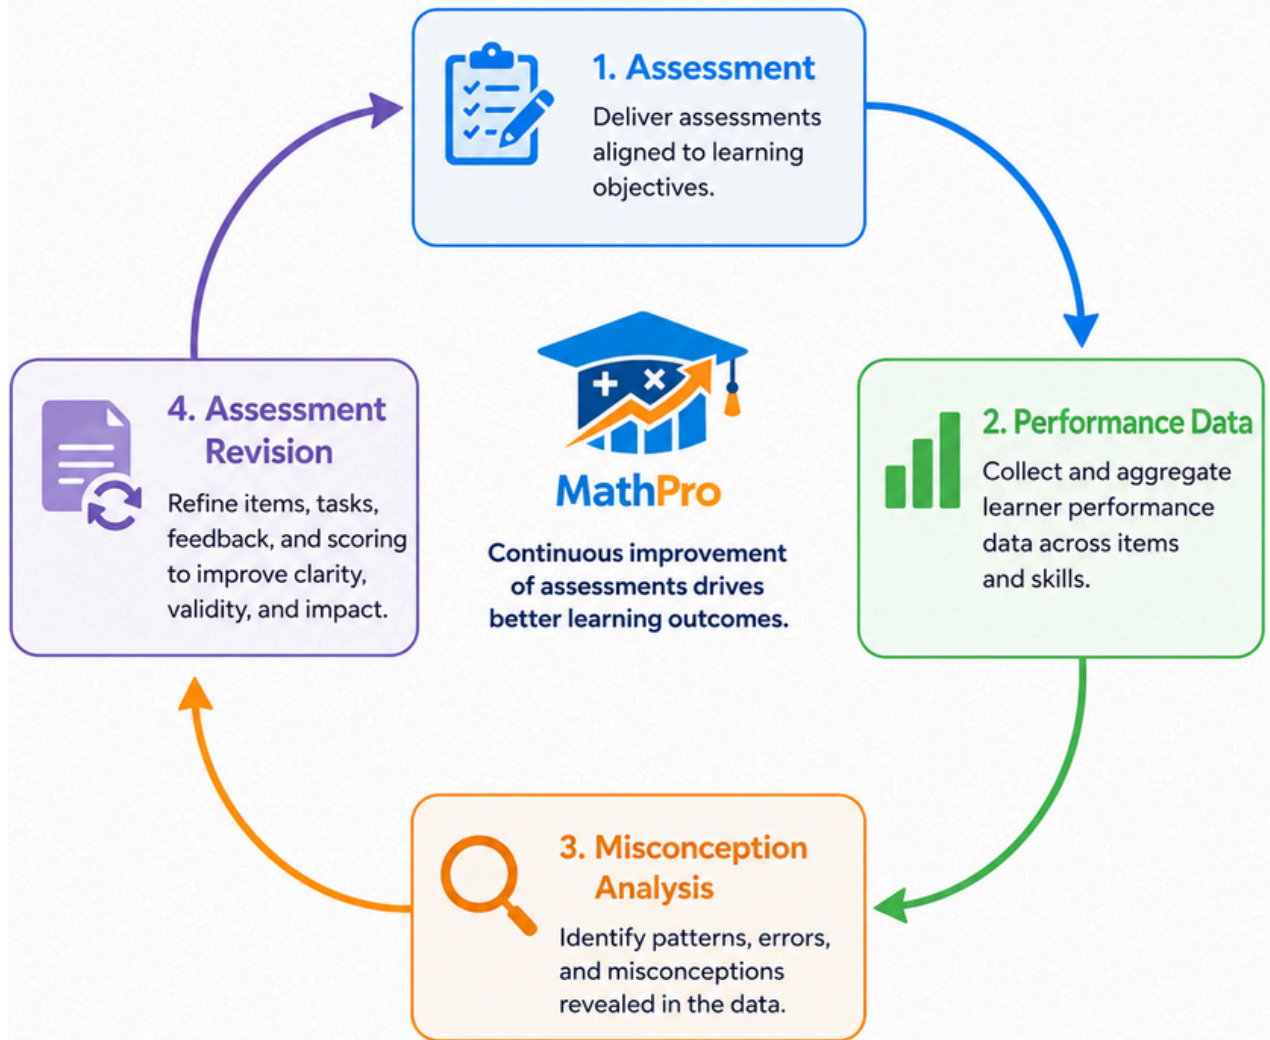 1. Assessment
Deliver assessments
aligned to learning
objectives.
2. Performance Data
Collect and aggregate
learner performance
data across items
and skills.
3. Misconception
Analysis
Identify patterns, errors,
and misconceptions
revealed in the data.
4. Assessment
Revision
Refine items, tasks,
feedback, and scoring
to improve clarity,
validity, and impact.
MathPro
Continuous improvement
of assessments drives
better learning outcomes.